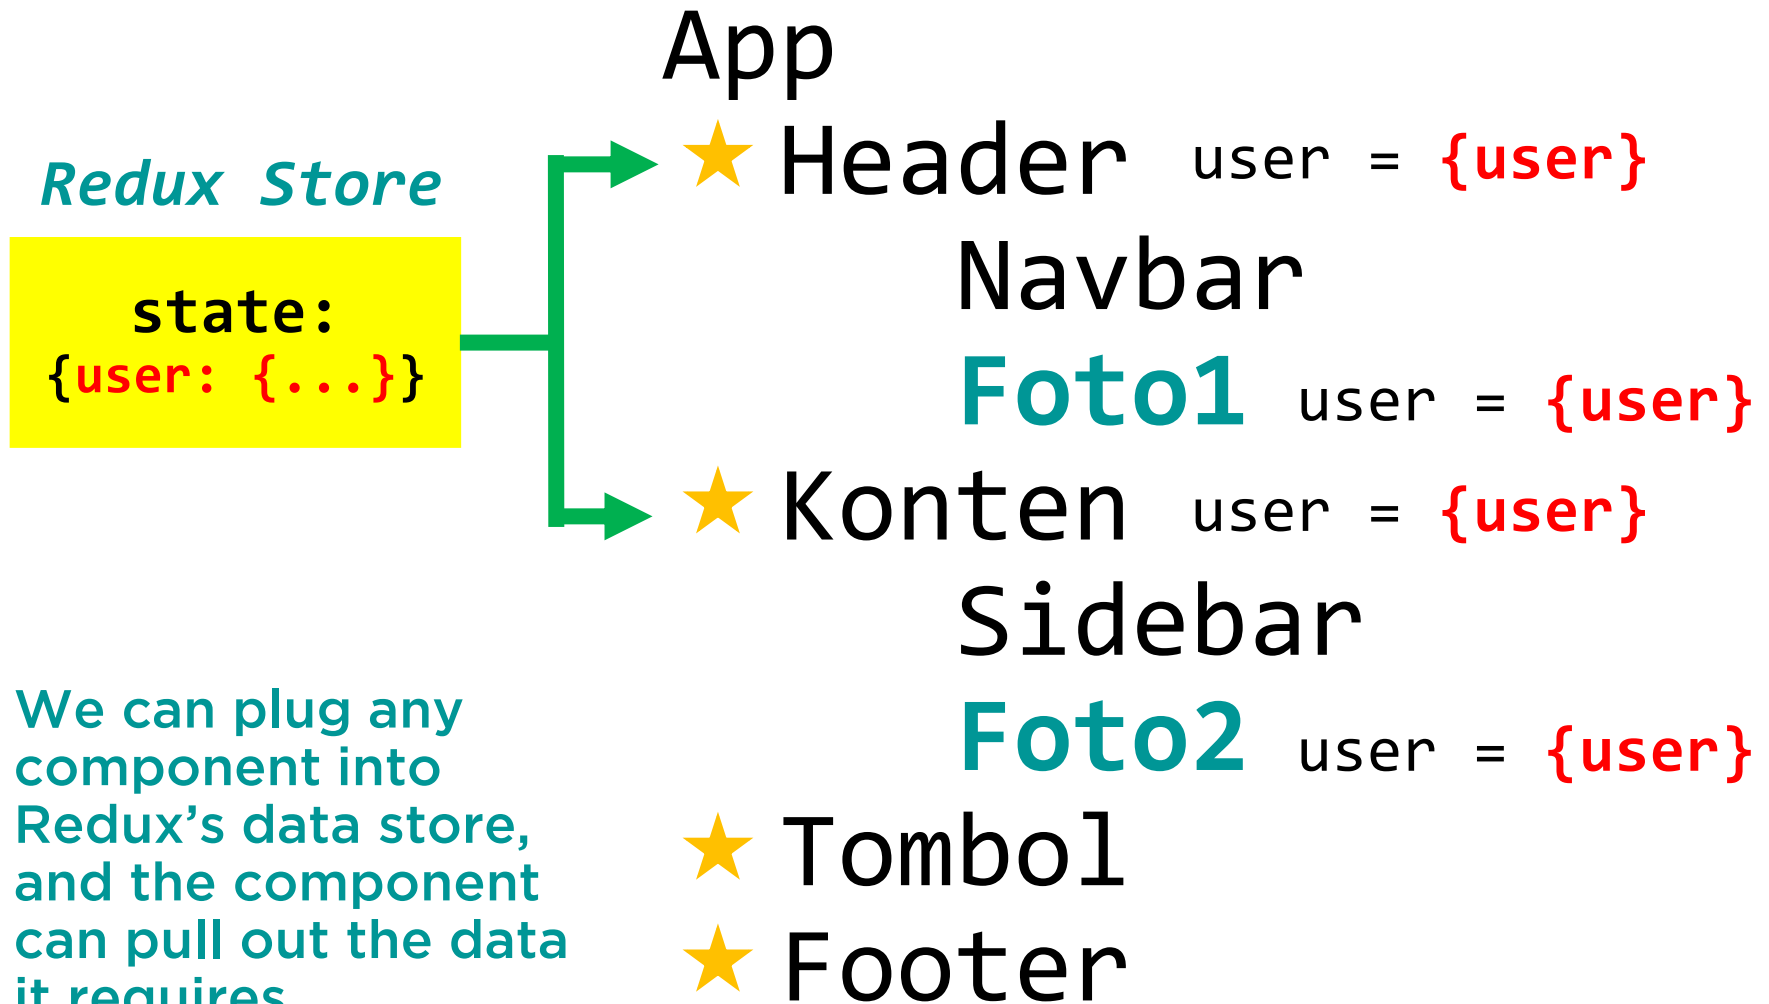 App
Header user = {user}
Redux Store
Navbar
state:
{user: {...}}
Foto1 user = {user}
Konten user = {user}
Sidebar
We can plug any
component into
Redux’s data store,
and the component
can pull out the data
it requires
Foto2 user = {user}
Tombol
Footer